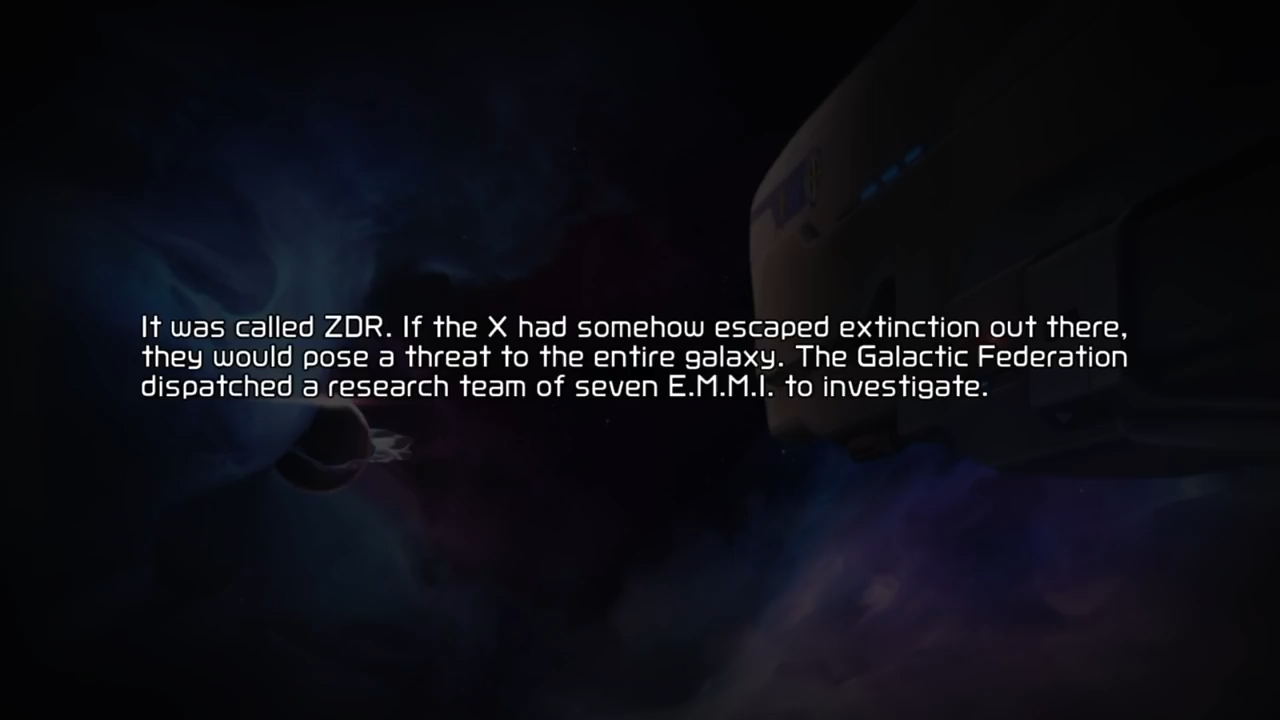 It was called ZDR. If the X had somehow escaped extinction out there,
they would pose a threat to the entire galaxy. The Galactic Federation
dispatched a research team of seven E.M.M.I. to investigate.